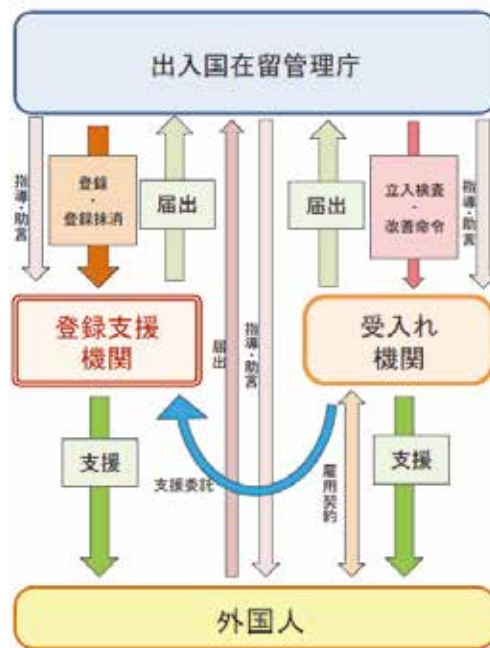 出入国在留管理庁
指導・助言
登録
・
登録抹消
届出
届出
立入検査
・
改善命令
指導・助言
登録支援
機関
届出
指導・助言
受入れ
機関
支援
支援委託
雇用契約
支援
外国人